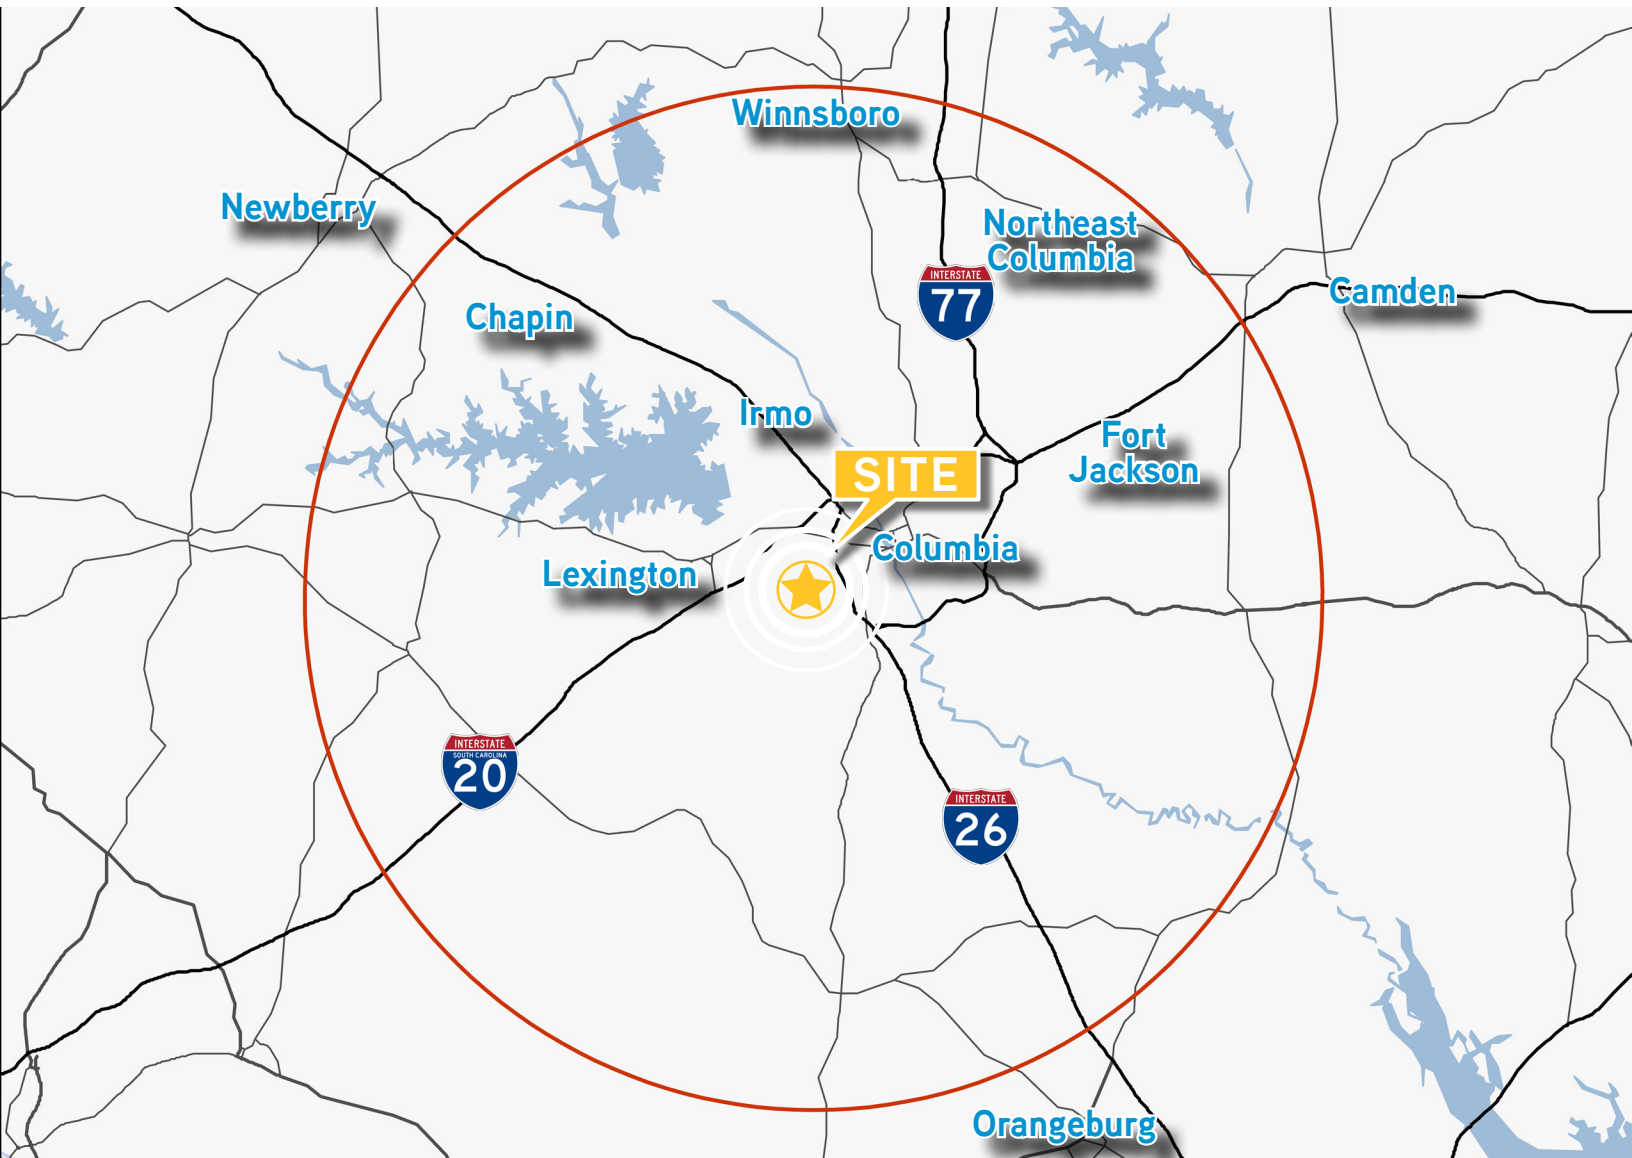 Winnsboro
Newberry
Northeast
Columbia
INTERSTATE
77
Camden
Chapin
Irmo
Fort
Jackson
SITE
Columbia
Lexington
INTERSTATE
SOUTH CAROLINA
20
INTERSTATE
26
Orangeburg